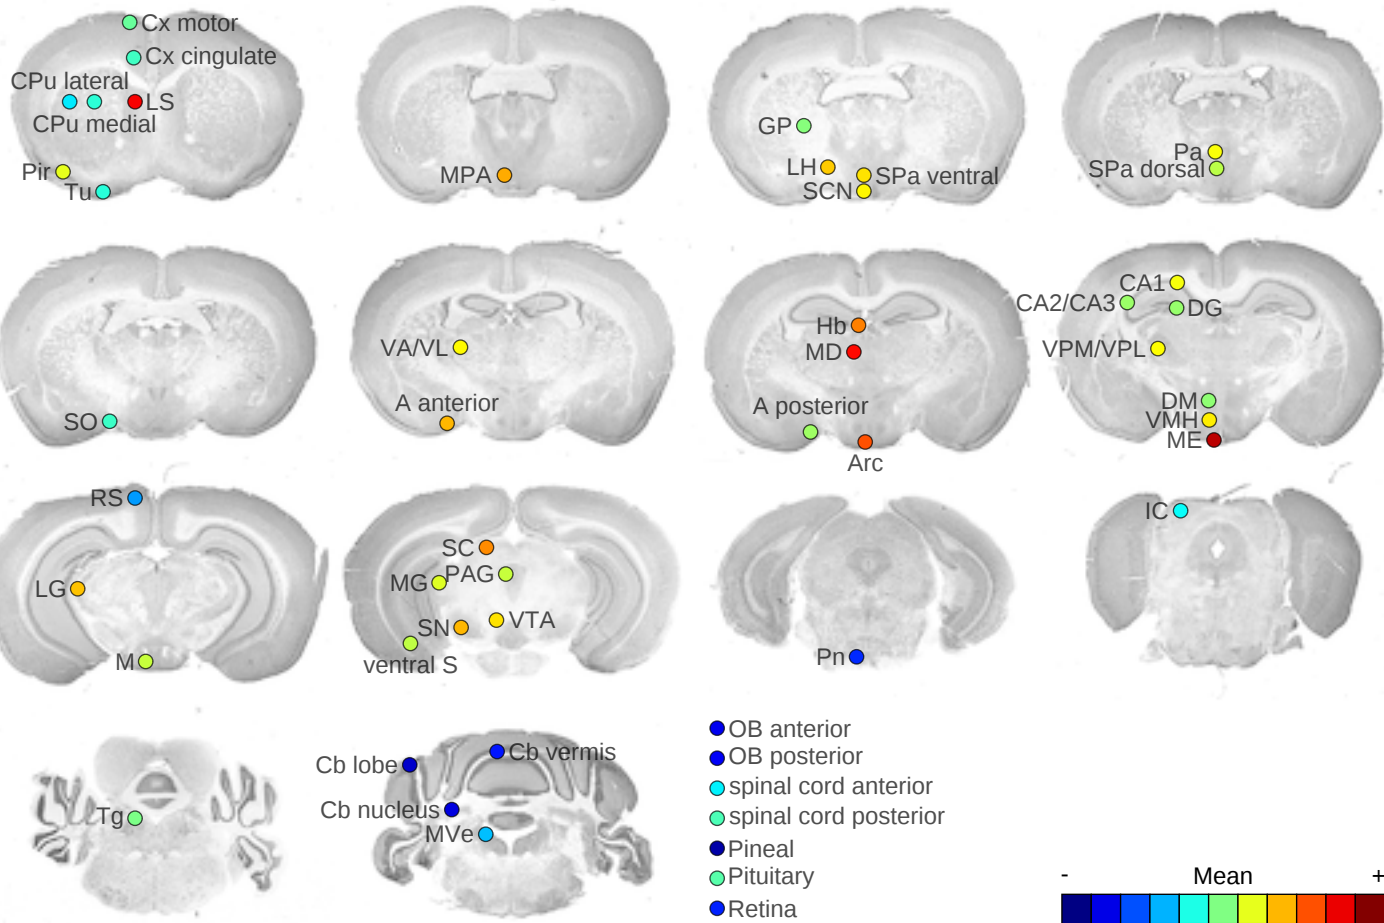 Cx motor
Cx cingulate
CPu lateral
LS
CPu medial
Pir
Tu
MPA
GP
LH
SPa ventral
SCN
Pa
SPa dorsal
SO
VA/VL
A anterior
Hb
MD
A posterior
Arc
CA1
CA2/CA3
DG
VPM/VPL
DM
VMH
ME
RS
LG
M
SC
MG
PAG
SN
VTA
ventral S
Pn
IC
Tg
Cb lobe
Cb vermis
Cb nucleus
MVe
OB anterior
OB posterior
spinal cord anterior
spinal cord posterior
Pineal
Pituitary
Retina
- Mean +